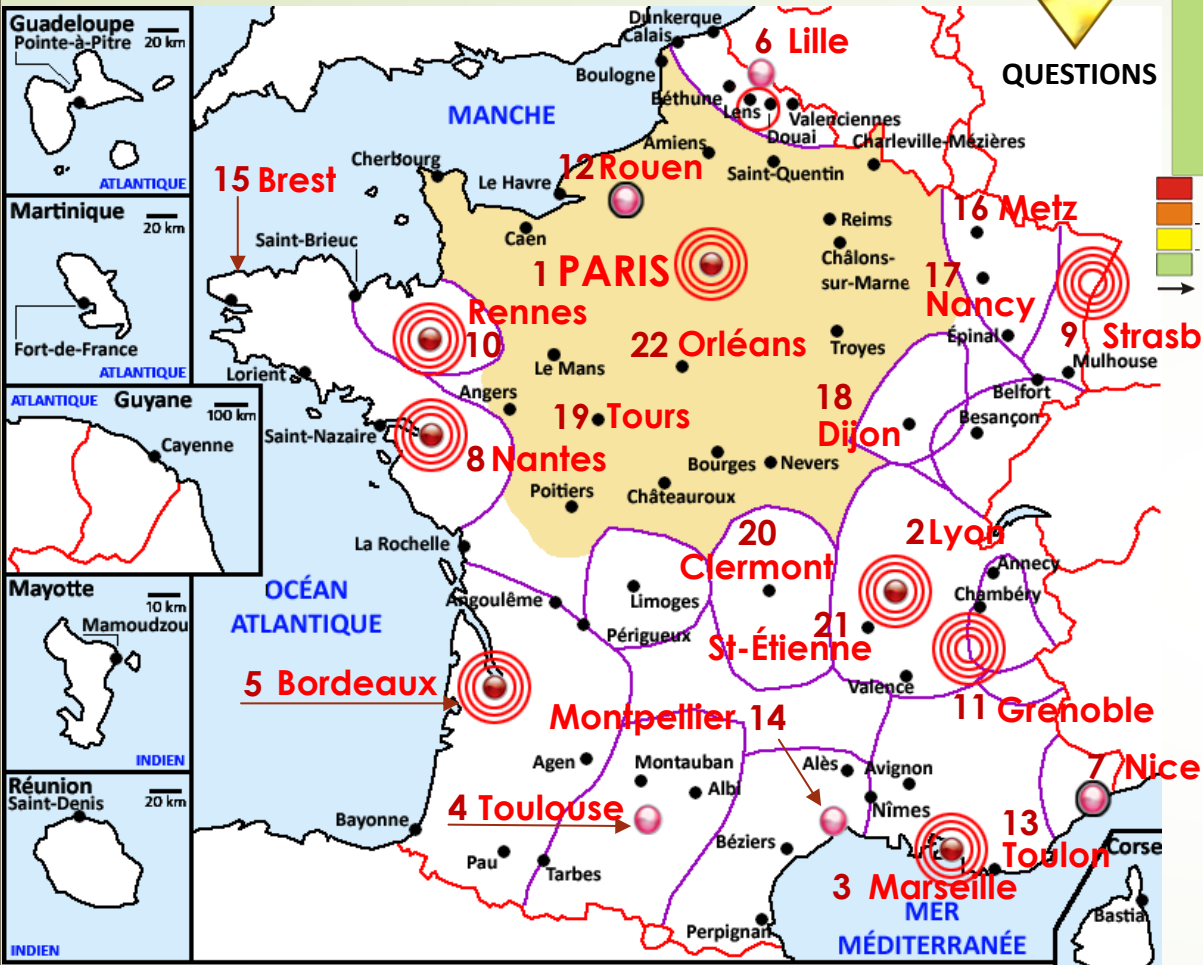 Guadeloupe
Pointe-à-Pitre
20 km
ATLANTIQUE
Martinique
20 km
Fort-de-France
ATLANTIQUE
ATLANTIQUE
Guyane
100 km
Cayenne
Mayotte
10 km
Mamoudzou
INDIEN
Réunion
Saint-Denis
20 km
INDIEN
QUESTIONS
Dunkerque
Calais
6 Lille
Boulogne
MANCHE
Béthune
Lens
Valenciennes
Douai
Amiens
Charleville-Mézières
Cherbourg
12 Rouen
Saint-Quentin
Le Havre
15 Brest
16 Metz
Reims
Saint-Brieuc
Caen
Châlons-
sur-Marne
1 PARIS
17
Nancy
Rennes
10
22 Orléans
Troyes
Épinal
9 Strasb
Le Mans
Mulhouse
Lorient
Angers
Belfort
18
Dijon
Besançon
19 Tours
Saint-Nazaire
8 Nantes
Bourges
Nevers
Poitiers
Châteauroux
La Rochelle
20
Clermont
2 Lyon
Annecy
Chambéry
OCÉAN
ATLANTIQUE
Angoulême
Limoges
Périgueux
21
St-Étienne
5 Bordeaux
Valence
11 Grenoble
Montpellier 14
Agen
Montauban
Alès
Avignon
7 Nice
Albi
4 Toulouse
Nîmes
Bayonne
13
Toulon
Béziers
Corse
Pau
Tarbes
3 Marseille
MER
MÉDITERRANÉE
Bastia
Perpignan